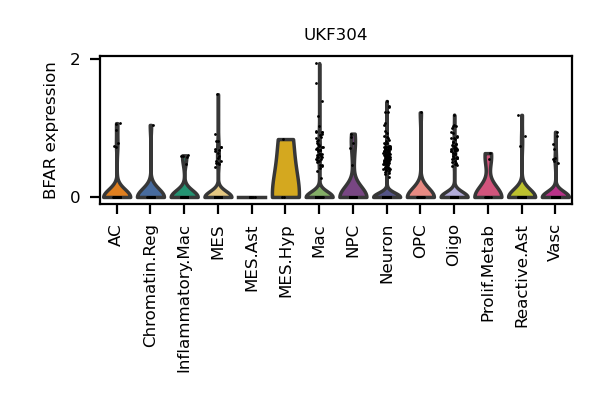 UKF304
BFAR expression
2
0
AC
Chromatin.Reg
Inflammatory.Mac
MES
MES.Ast
MES.Hyp
Mac
NPC
Neuron
OPC
Oligo
Prolif.Metab
Reactive.Ast
Vasc